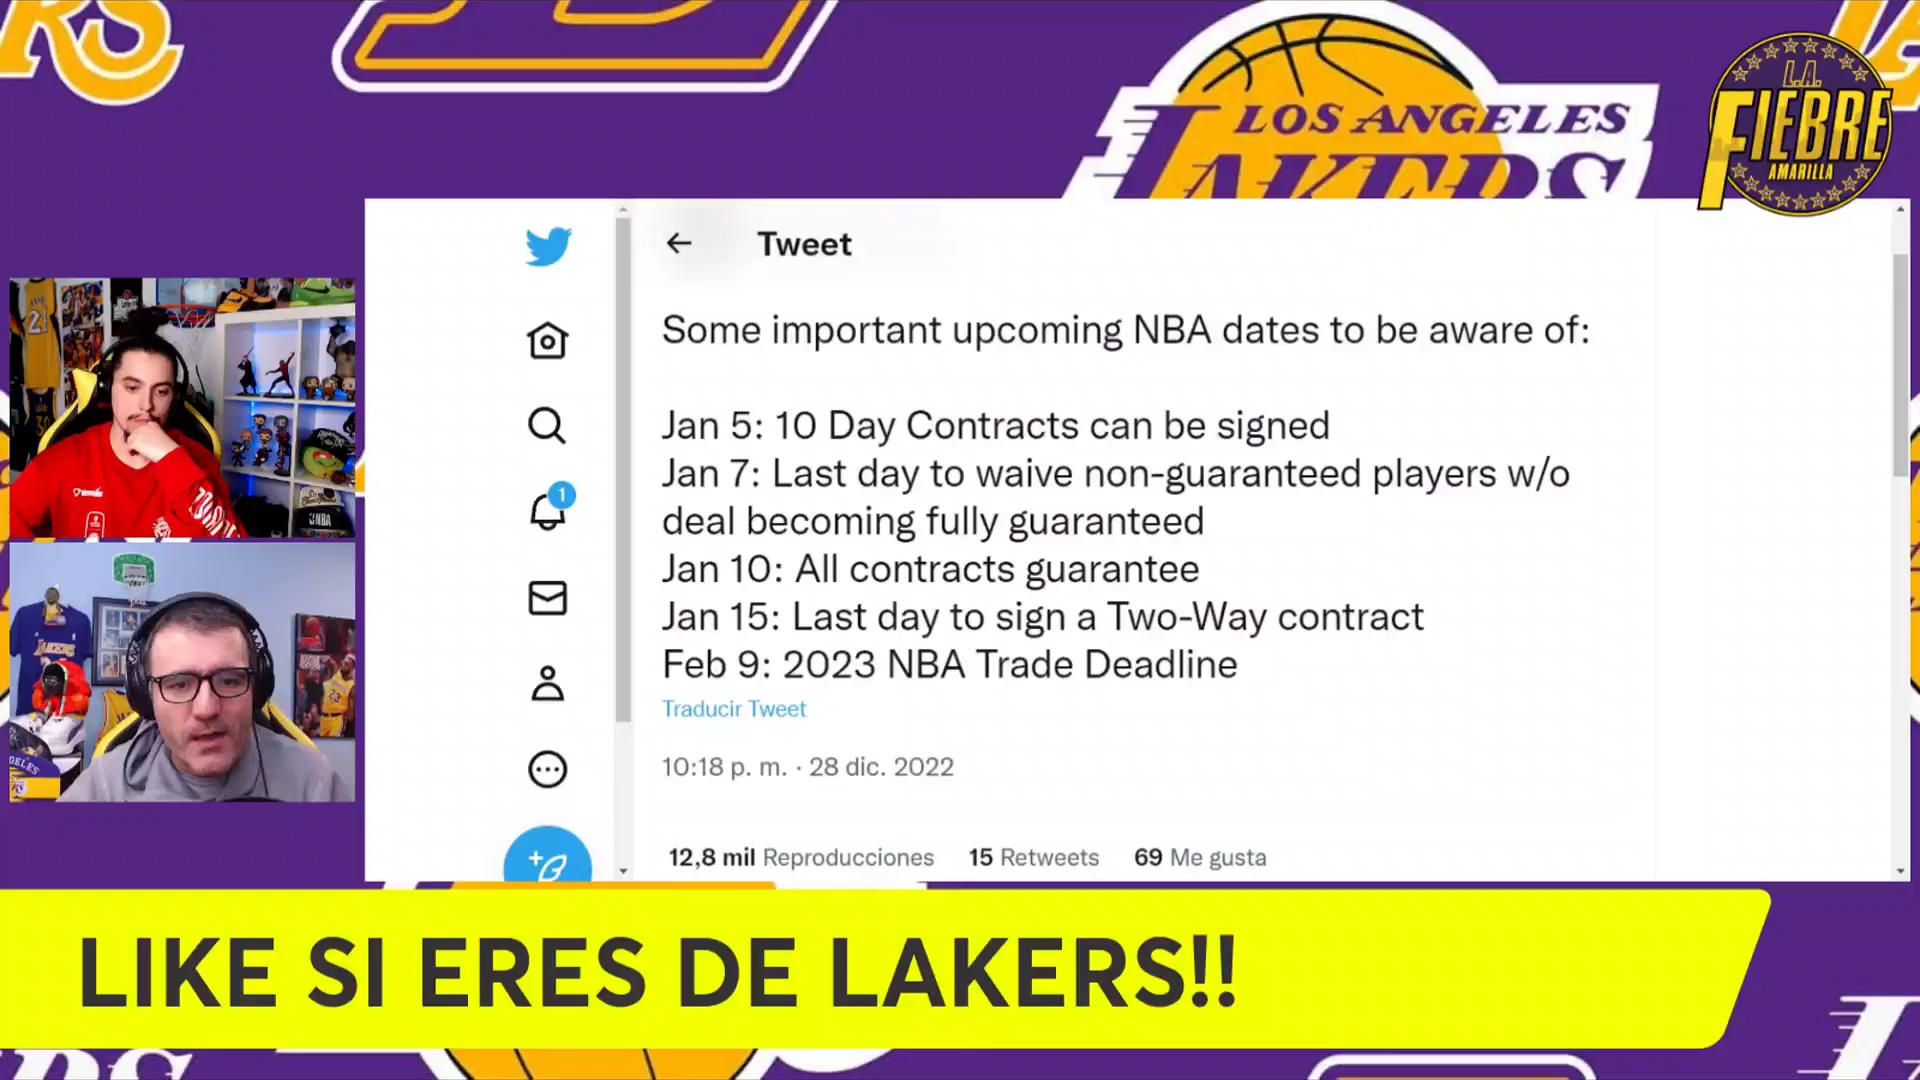 LOS ANGELES
LAKERS
L.A.
FIEBRE
AMARILLA
Tweet
Some important upcoming NBA dates to be aware of:
Jan 5: 10 Day Contracts can be signed
1
Jan 7: Last day to waive non-guaranteed players w/o
deal becoming fully guaranteed
Jan 10: All contracts guarantee
Jan 15: Last day to sign a Two-Way contract
Feb 9: 2023 NBA Trade Deadline
Traducir Tweet
10:18 p. m. · 28 dic. 2022
12,8 mil Reproducciones 15 Retweets 69 Me gusta
NBA
LAKERS
23
LIKE SI ERES DE LAKERS!!